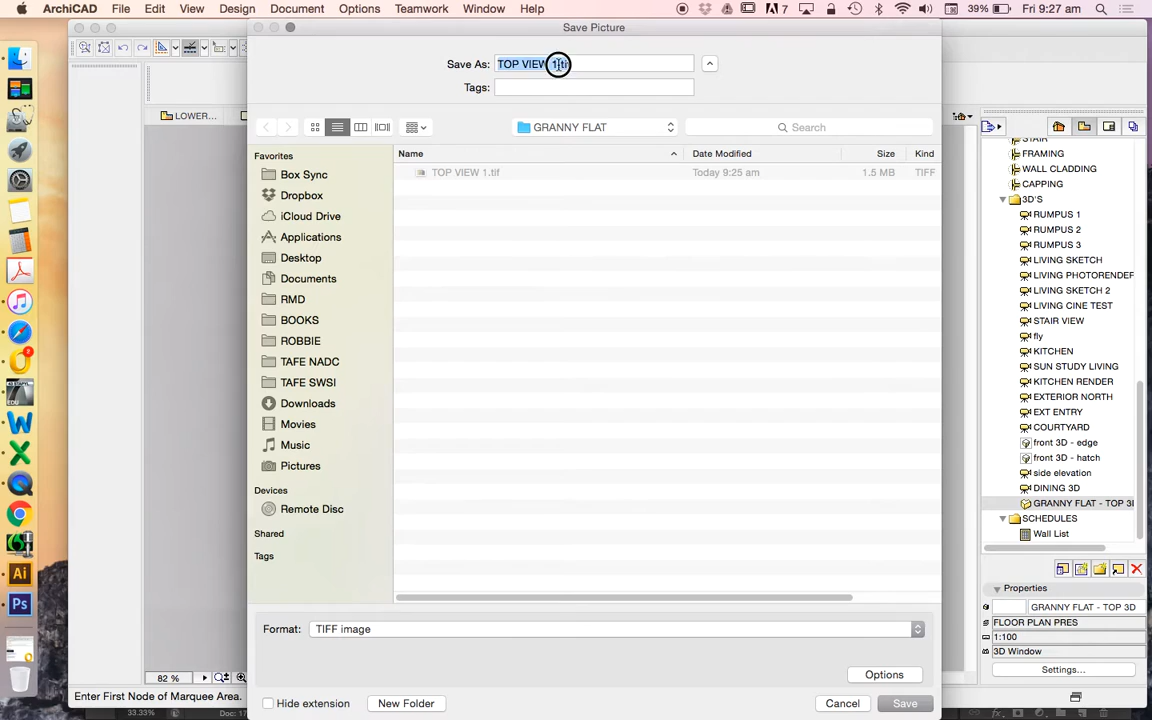 ArchiCAD File Edit View Design Document Options Teamwork Window Help
7 39% Fri 9:27 am
Save Picture
Save As: TOP VIEW 1.tif
Tags:
GRANNY FLAT
Search
Name Date Modified Size Kind
TOP VIEW 1.tif Today 9:25 am 1.5 MB TIFF
Favorites
Box Sync
Dropbox
iCloud Drive
Applications
Desktop
Documents
RMD
BOOKS
ROBBIE
TAFE NADC
TAFE SWSI
Downloads
Movies
Music
Pictures
Devices
Remote Disc
Shared
Tags
Format: TIFF image
Options
Hide extension
New Folder
Cancel
Save
LOWER...
82 %
Enter First Node of Marquee Area.
33.33% Doc: 17
STAIR
FRAMING
WALL CLADDING
CAPPING
3D'S
RUMPUS 1
RUMPUS 2
RUMPUS 3
LIVING SKETCH
LIVING PHOTORENDER
LIVING SKETCH 2
LIVING CINE TEST
STAIR VIEW
fly
KITCHEN
SUN STUDY LIVING
KITCHEN RENDER
EXTERIOR NORTH
EXT ENTRY
COURTYARD
front 3D - edge
front 3D - hatch
side elevation
DINING 3D
GRANNY FLAT - TOP 3D
SCHEDULES
Wall List
Properties
GRANNY FLAT - TOP 3D
FLOOR PLAN PRES
1:100
3D Window
Settings...